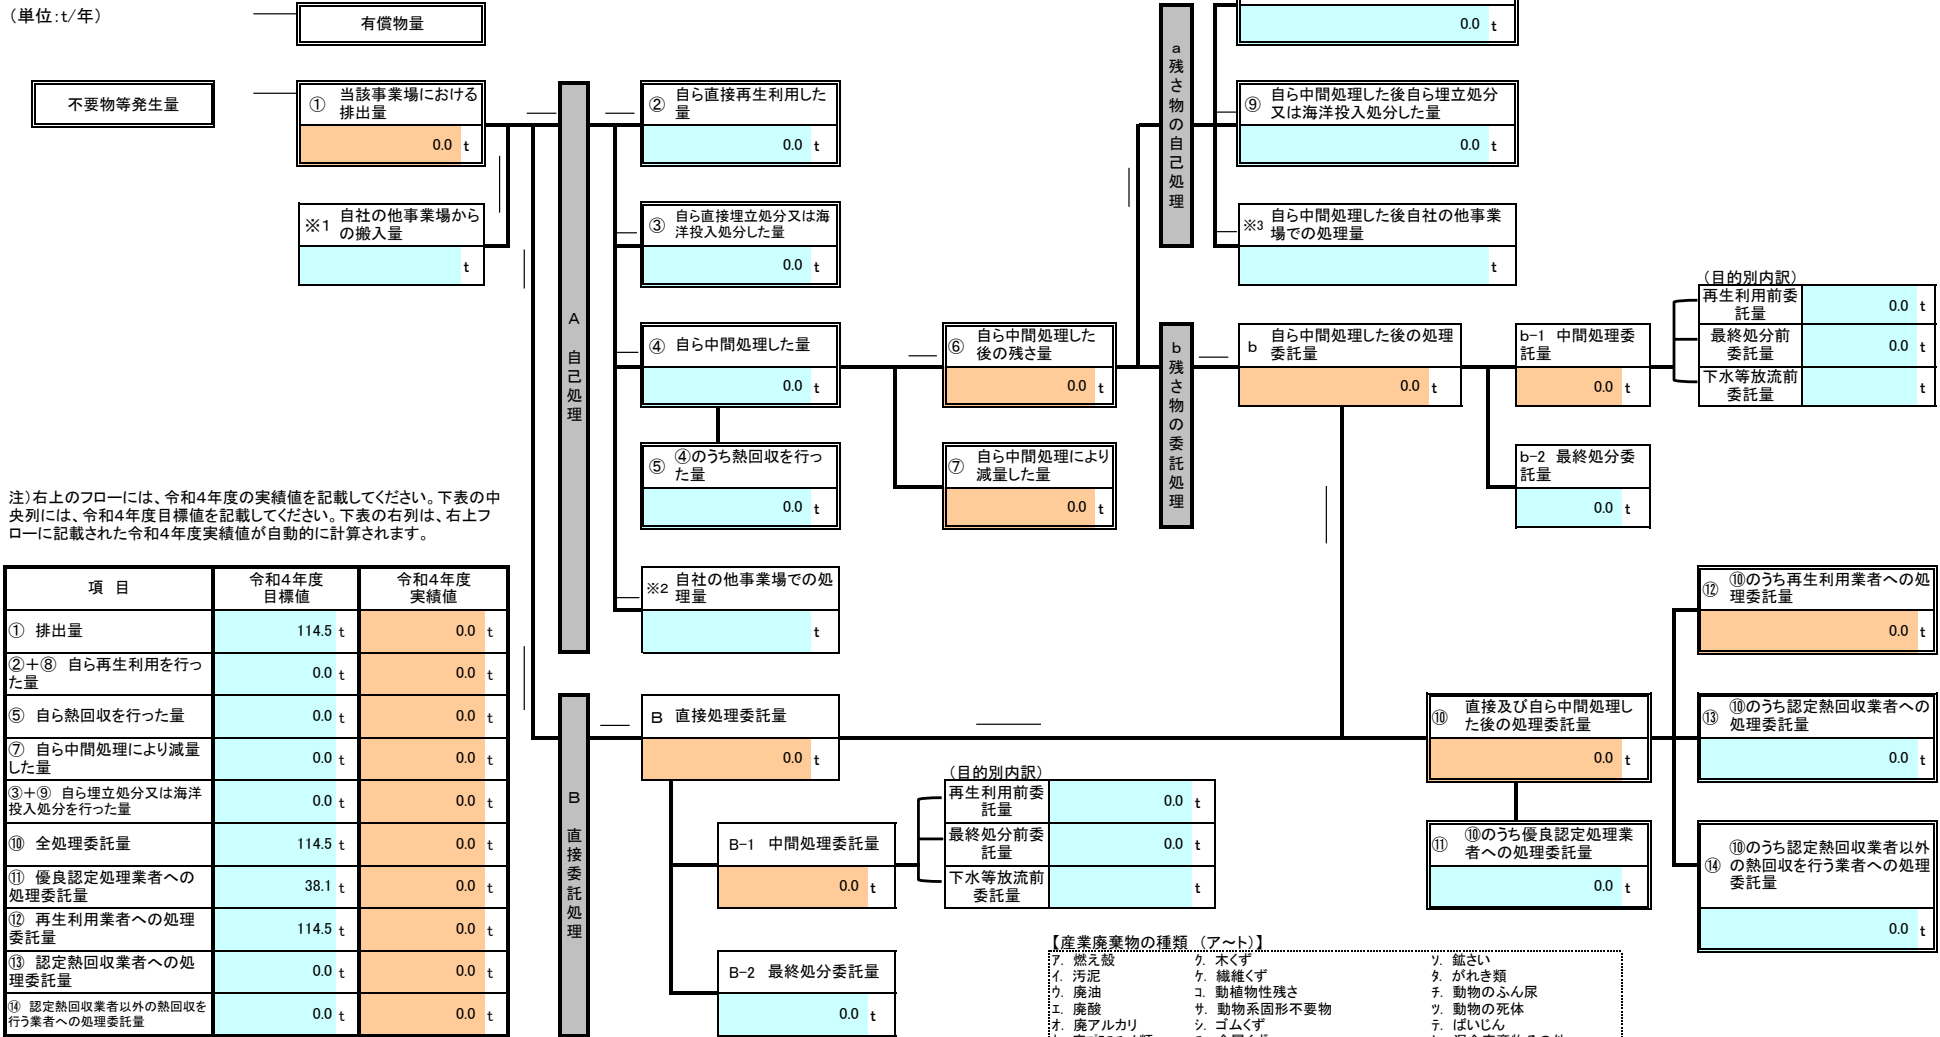 (単位:t/年)
有償物量
0.0 t
不要物等発生量
① 当該事業場における
排出量
0.0 t
② 自ら直接再生利用した
量
0.0 t
a 残さ物の自己処理
⑨ 自ら中間処理した後自ら埋立処分
又は海洋投入処分した量
0.0 t
※1 自社の他事業場から
の搬入量
t
③ 自ら直接埋立処分又は海
洋投入処分した量
0.0 t
※3 自ら中間処理した後自社の他事業
場での処理量
t
A 自己処理
④ 自ら中間処理した量
0.0 t
⑥ 自ら中間処理した
後の残さ量
0.0 t
b 残さ物の委託処理
b 自ら中間処理した後の処理
委託量
0.0 t
b-1 中間処理委
託量
0.0 t
(目的別内訳)
再生利用前委
託量
0.0 t
最終処分前
委託量
0.0 t
下水等放流前
委託量
t
⑤ ④のうち熱回収を行っ
た量
0.0 t
⑦ 自ら中間処理により
減量した量
0.0 t
b-2 最終処分委
託量
0.0 t
注)右上のフローには、令和4年度の実績値を記載してください。下表の中
央列には、令和4年度目標値を記載してください。下表の右列は、右上フ
ローに記載された令和4年度実績値が自動的に計算されます。
※2 自社の他事業場での処
理量
t
項 目
令和4年度
目標値
令和4年度
実績値
① 排出量
114.5 t
0.0 t
②+⑧ 自ら再生利用を行っ
た量
0.0 t
0.0 t
⑤ 自ら熱回収を行った量
0.0 t
0.0 t
⑦ 自ら中間処理により減量
した量
0.0 t
0.0 t
③+⑨ 自ら埋立処分又は海洋
投入処分を行った量
0.0 t
0.0 t
⑩ 全処理委託量
114.5 t
0.0 t
⑪ 優良認定処理業者への
処理委託量
38.1 t
0.0 t
⑫ 再生利用業者への処理
委託量
114.5 t
0.0 t
⑬ 認定熱回収業者への処
理委託量
0.0 t
0.0 t
⑭ 認定熱回収業者以外の熱回収を
行う業者への処理委託量
0.0 t
0.0 t
B 直接委託処理
B 直接処理委託量
0.0 t
B-1 中間処理委託量
0.0 t
(目的別内訳)
再生利用前委
託量
0.0 t
最終処分前委
託量
0.0 t
下水等放流前
委託量
t
B-2 最終処分委託量
0.0 t
⑩ 直接及び自ら中間処理し
た後の処理委託量
0.0 t
⑪ ⑩のうち優良認定処理業
者への処理委託量
0.0 t
⑫ ⑩のうち再生利用業者への処
理委託量
0.0 t
⑬ ⑩のうち認定熱回収業者への
処理委託量
0.0 t
⑭ ⑩のうち認定熱回収業者以外
の熱回収を行う業者への処理
委託量
0.0 t
【産業廃棄物の種類 (ア~ト)】
ア. 燃え殻
イ. 汚泥
ウ. 廃油
エ. 廃酸
オ. 廃アルカリ
ク. 木くず
ケ. 繊維くず
コ. 動植物性残さ
サ. 動物系固形不要物
シ. ゴムくず
ソ. 鉱さい
タ. がれき類
チ. 動物のふん尿
ツ. 動物の死体
テ. ばいじん